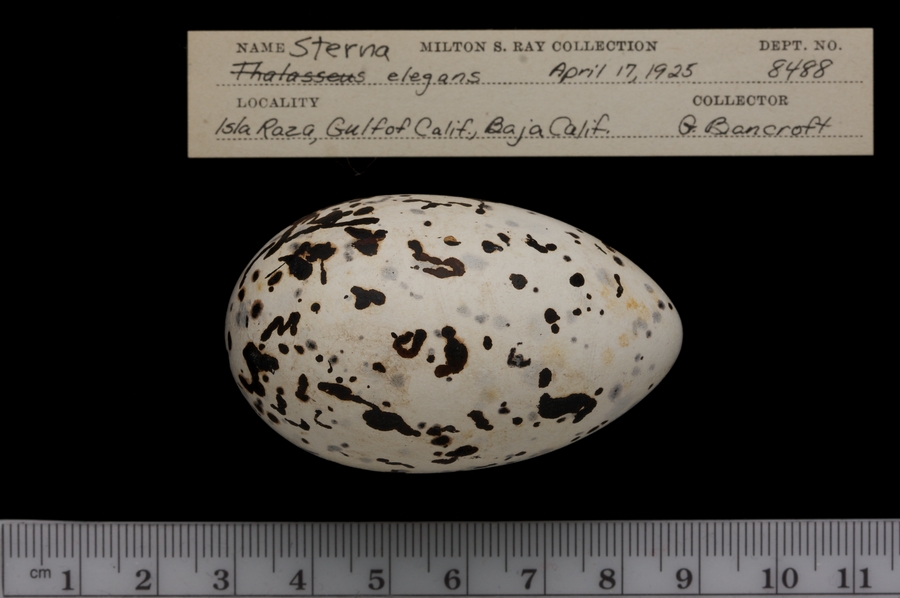 NAME Sterna MILTON S. RAY COLLECTION DEPT. NO.
Thalasseus elegans April 17, 1925 8488
LOCALITY COLLECTOR
Isla Raza, Gulf of Calif., Baja Calif. G. Bancroft
cm 1 2 3 4 5 6 7 8 9 10 11